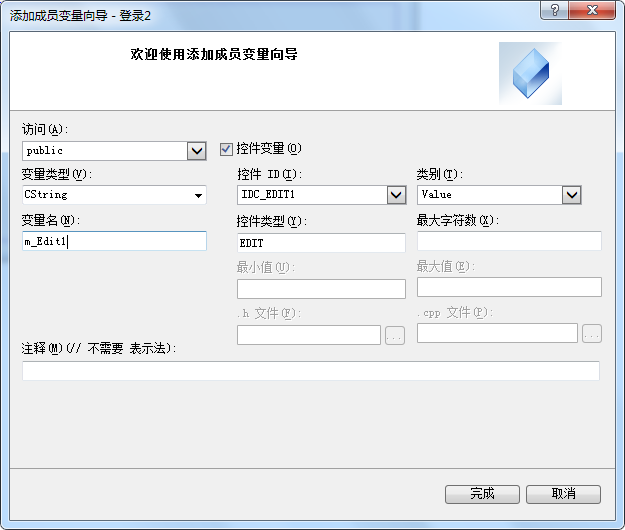 添加成员变量向导 - 登录2
欢迎使用添加成员变量向导
访问(A):
public
控件变量(O)
变量类型(V):
控件 ID(I):
类别(T):
CString
IDC_EDIT1
Value
变量名(N):
控件类型(Y):
最大字符数(X):
m_Edit1
EDIT
最小值(U):
最大值(E):
.h 文件(F):
.cpp 文件(P):
...
...
注释(M)(// 不需要 表示法):
完成
取消